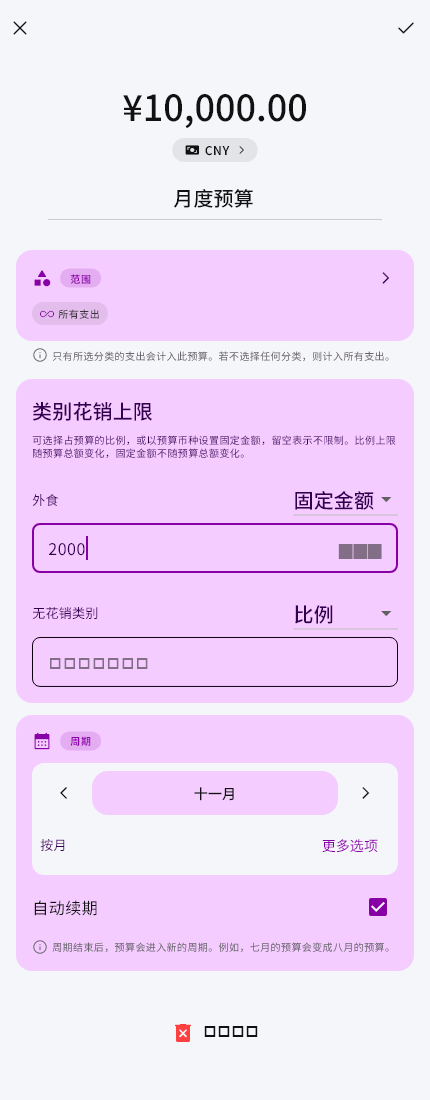 ¥10,000.00
CNY
月度预算
范围
所有支出
只有所选分类的支出会计入此预算。若不选择任何分类，则计入所有支出。
类别花销上限
可选择占预算的比例，或以预算币种设置固定金额，留空表示不限制。比例上限
随预算总额变化，固定金额不随预算总额变化。
外食
固定金额
2000
无花销类别
比例
周期
十一月
按月
更多选项
自动续期
周期结束后，预算会进入新的周期。例如，七月的预算会变成八月的预算。